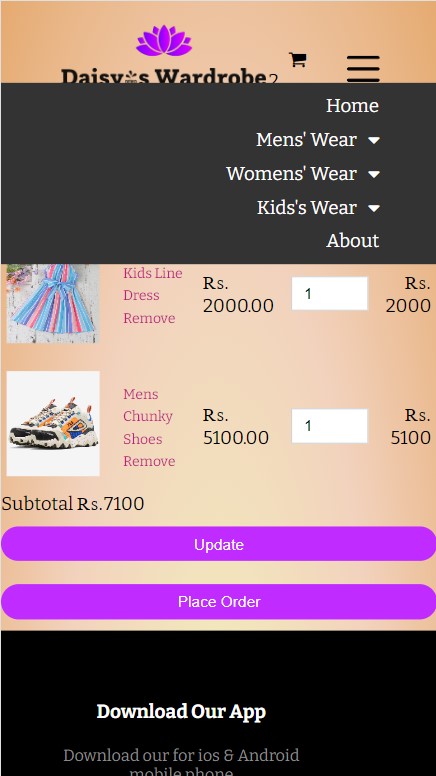 Daisy's Wardrobe 2
Home
Mens' Wear
Womens' Wear
Kids's Wear
About
Kids Line
Dress
Remove
Rs.
2000.00
1
Rs.
2000
Mens
Chunky
Shoes
Remove
Rs.
5100.00
1
Rs.
5100
Subtotal Rs.7100
Update
Place Order
Download Our App
Download our for ios & Android
mobile phone